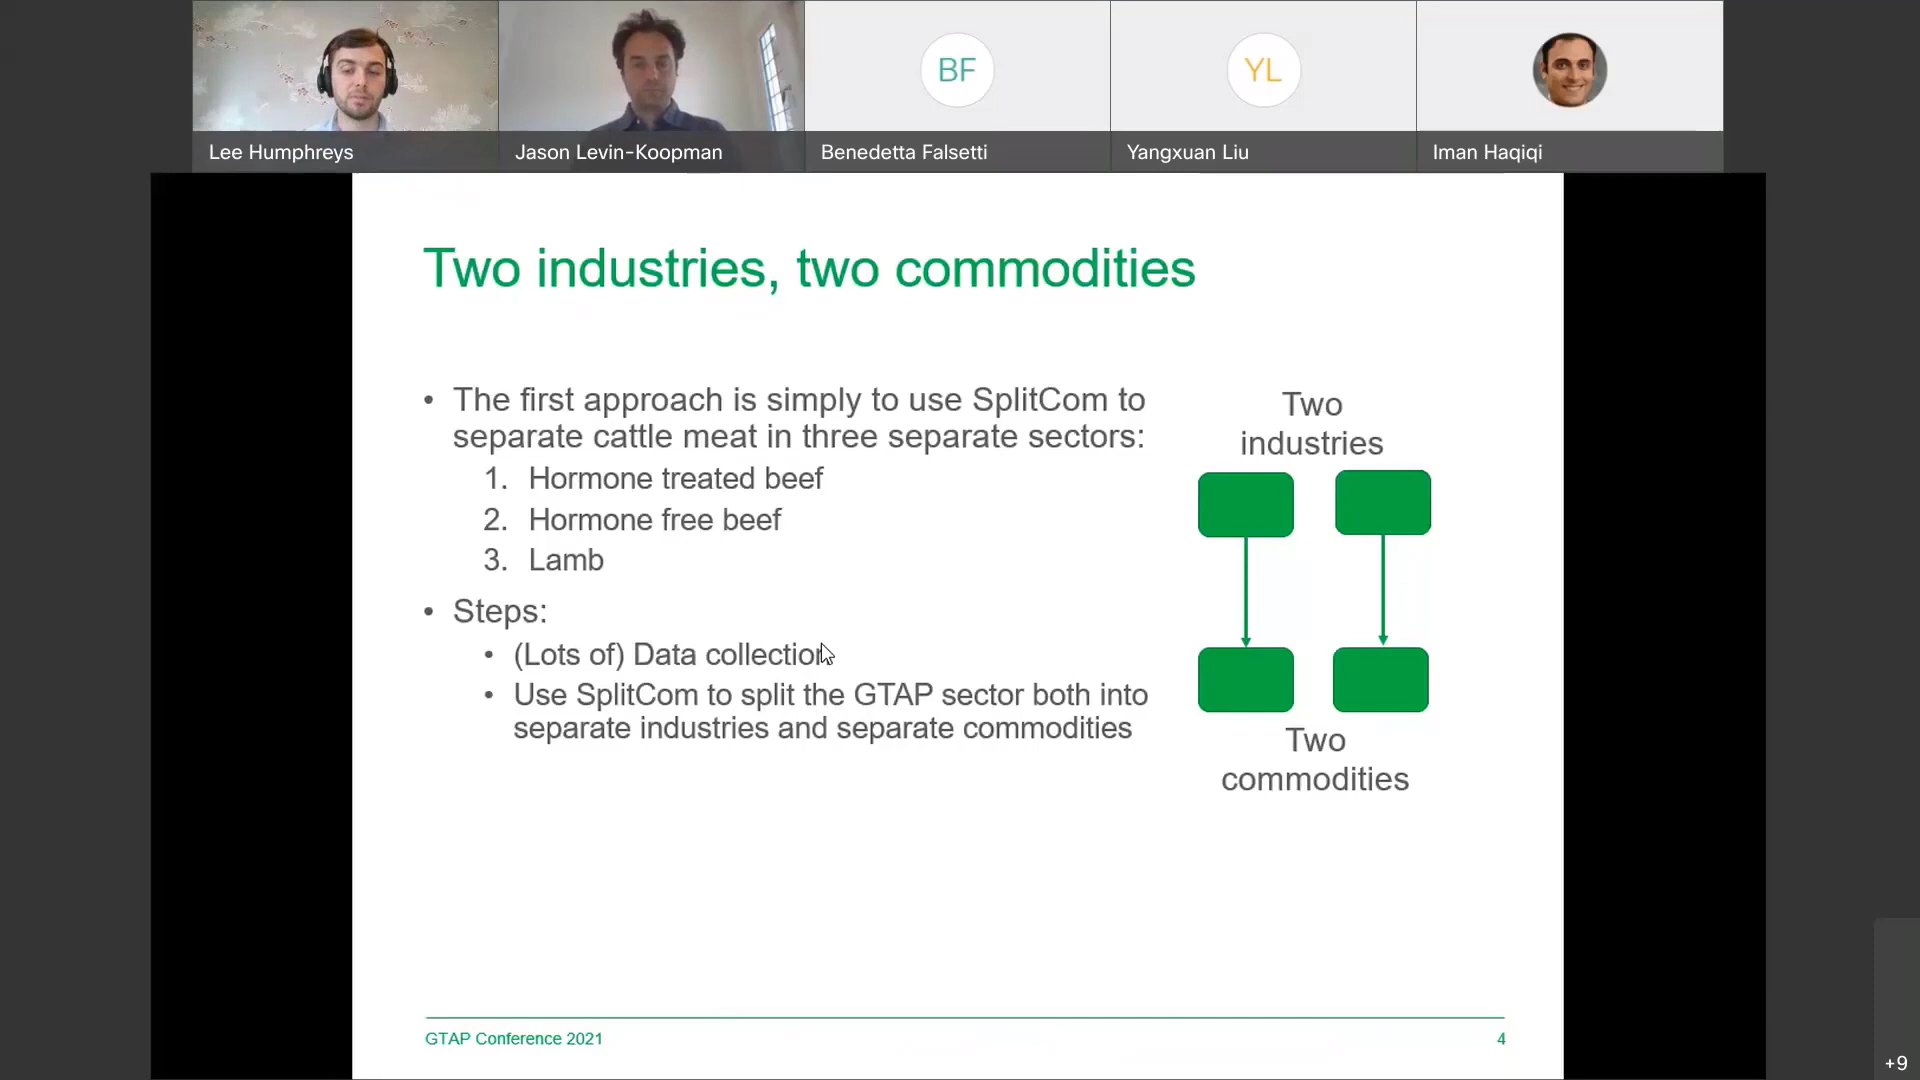 BF
YL
Lee Humphreys
Jason Levin-Koopman
Benedetta Falsetti
Yangxuan Liu
Iman Haqiqi
Two industries, two commodities
• The first approach is simply to use SplitCom to
separate cattle meat in three separate sectors:
1. Hormone treated beef
2. Hormone free beef
3. Lamb
• Steps:
• (Lots of) Data collection
• Use SplitCom to split the GTAP sector both into
separate industries and separate commodities
Two
industries
Two
commodities
GTAP Conference 2021
4
+9